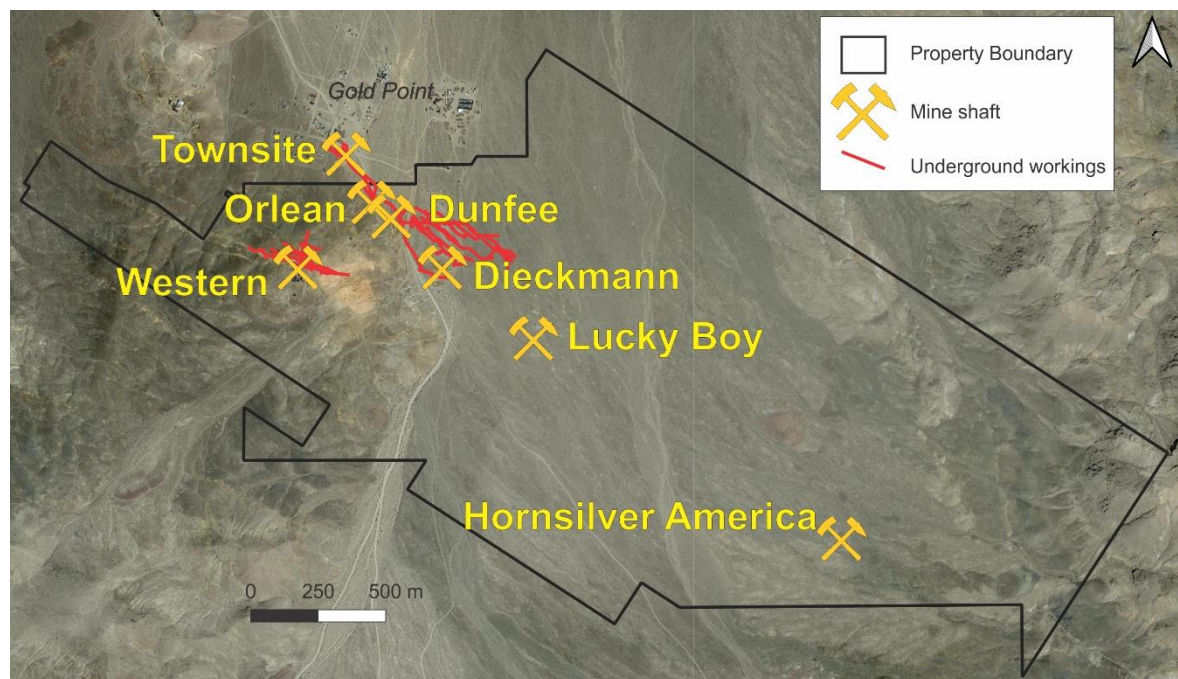 Property Boundary
Mine shaft
Underground workings
Gold Point
Townsite
Orlean
Dunfee
Western
Dieckmann
Lucky Boy
Hornsilver America
0 250 500 m